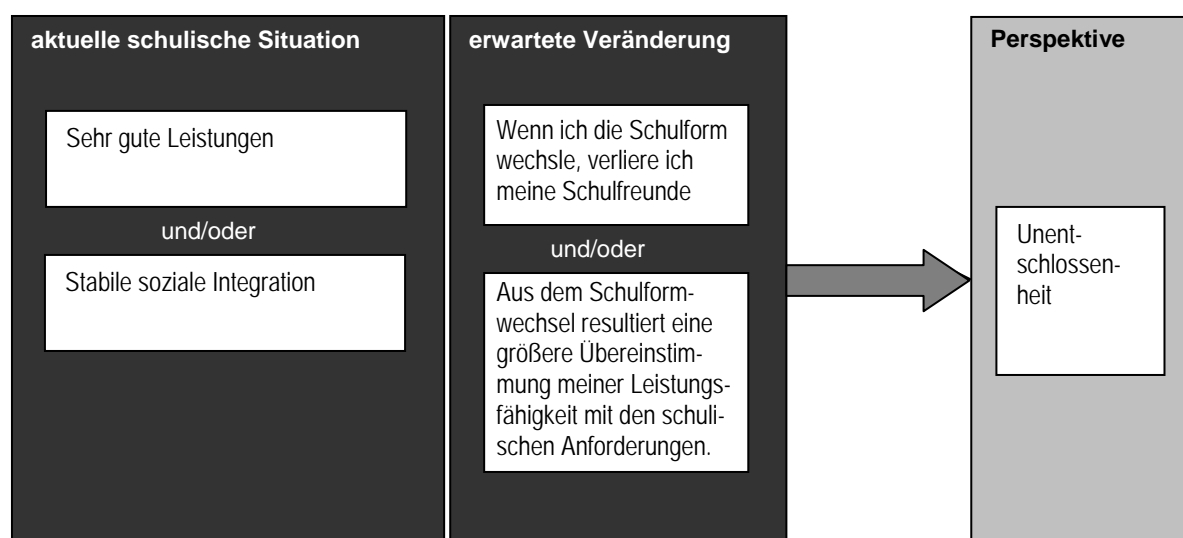 aktuelle schulische Situation
Sehr gute Leistungen
und/oder
Stabile soziale Integration
erwartete Veränderung
Wenn ich die Schulform
wechsle, verliere ich
meine Schulfreunde
und/oder
Aus dem Schulform-
wechsel resultiert eine
größere Übereinstim-
mung meiner Leistungs-
fähigkeit mit den schuli-
schen Anforderungen.
Perspektive
Unent-
schlossen-
heit